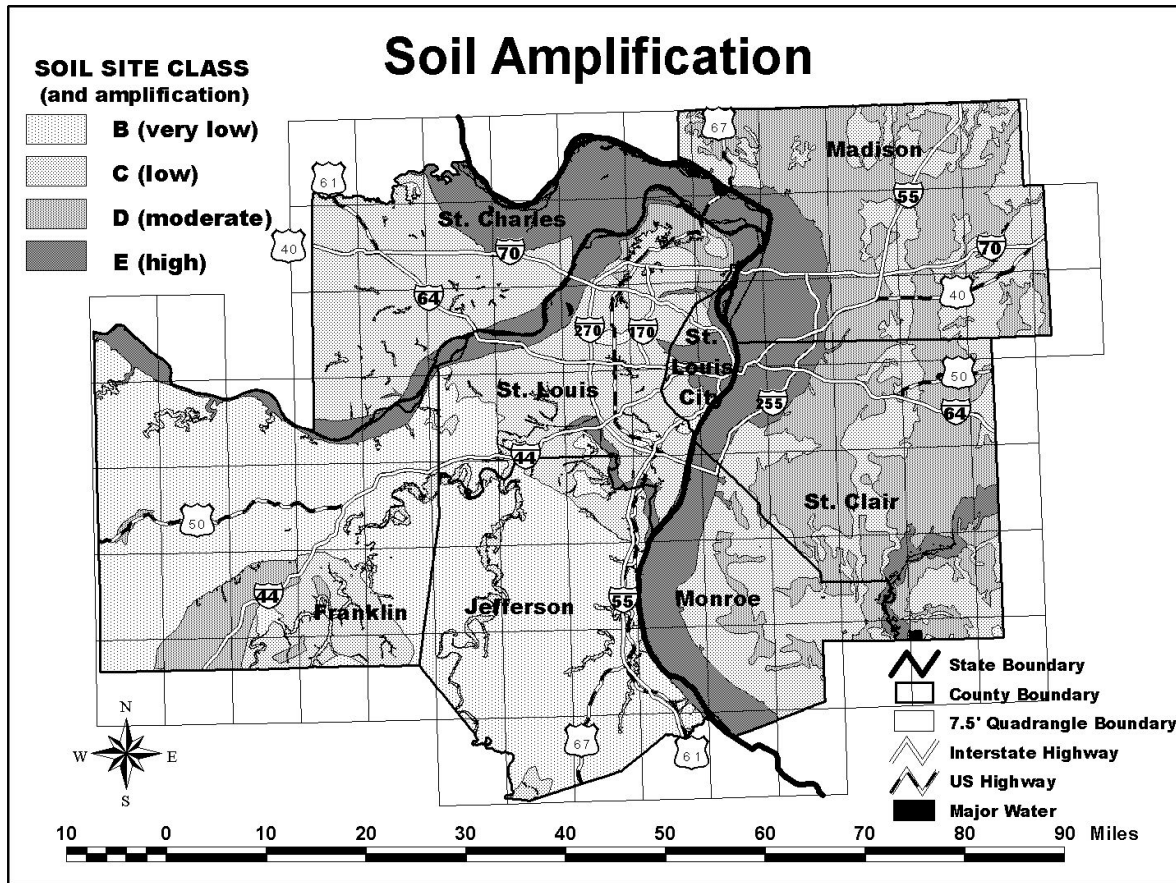 Soil Amplification
SOIL SITE CLASS
(and amplification)
B (very low)
C (low)
D (moderate)
E (high)
67
Madison
61
55
St. Charles
40
70
70
64
40
270
170
St.
Louis
City
St. Louis
50
255
64
44
St. Clair
50
44
Franklin
Jefferson
55
Monroe
67
61
N
W
E
S
State Boundary
County Boundary
7.5' Quadrangle Boundary
Interstate Highway
US Highway
Major Water
10 0 10 20 30 40 50 60 70 80 90 Miles